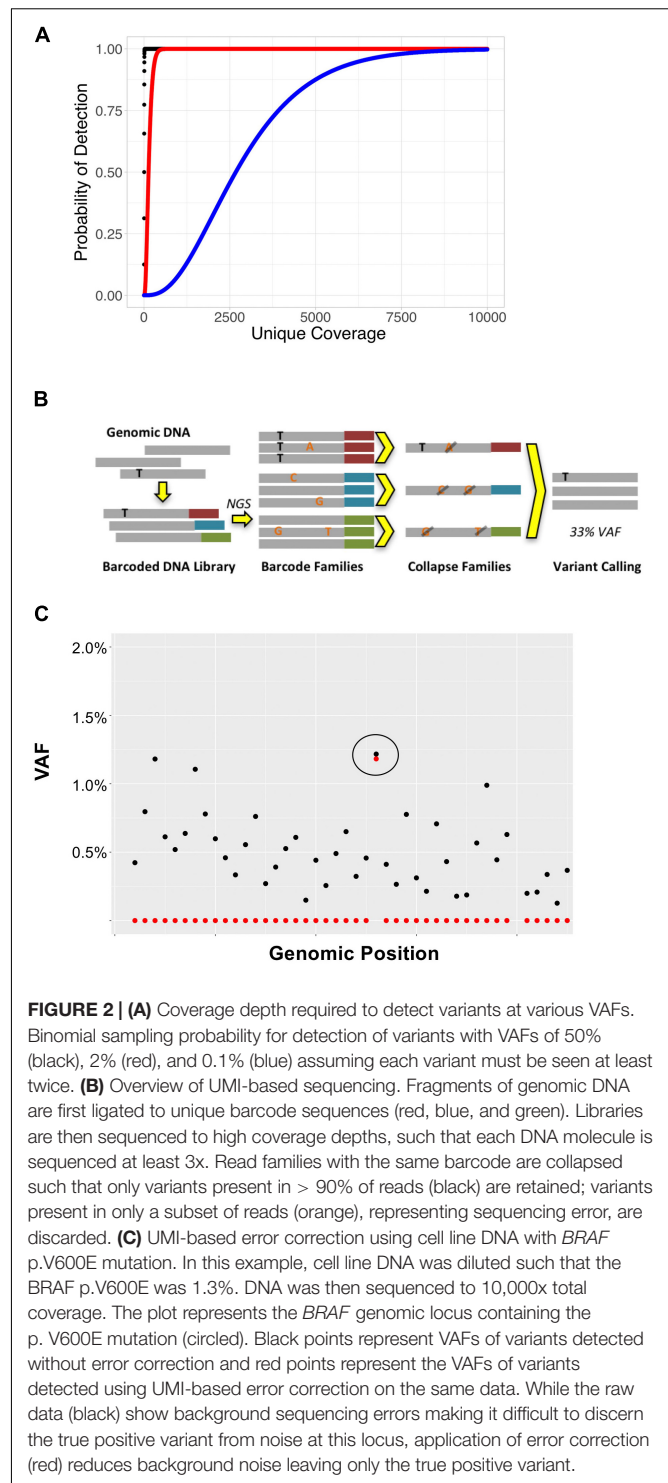 A
1.00
0.75
0.50
0.25
0.00
Probability of Detection
0
2500
5000
7500
10000
Unique Coverage
B
Genomic DNA
T
T
Barcoded DNA Library
NGS
T
T A
T
C
G
G T
Barcode Families
T A
C G
G T
Collapse Families
T
33% VAF
Variant Calling
C
2.0%
1.5%
1.0%
0.5%
VAF
Genomic Position
FIGURE 2 | (A) Coverage depth required to detect variants at various VAFs.
Binomial sampling probability for detection of variants with VAFs of 50%
(black), 2% (red), and 0.1% (blue) assuming each variant must be seen at least
twice. (B) Overview of UMI-based sequencing. Fragments of genomic DNA
are first ligated to unique barcode sequences (red, blue, and green). Libraries
are then sequenced to high coverage depths, such that each DNA molecule is
sequenced at least 3x. Read families with the same barcode are collapsed
such that only variants present in > 90% of reads (black) are retained; variants
present in only a subset of reads (orange), representing sequencing error, are
discarded. (C) UMI-based error correction using cell line DNA with BRAF
p.V600E mutation. In this example, cell line DNA was diluted such that the
BRAF p.V600E was 1.3%. DNA was then sequenced to 10,000x total
coverage. The plot represents the BRAF genomic locus containing the
p. V600E mutation (circled). Black points represent VAFs of variants detected
without error correction and red points represent the VAFs of variants
detected using UMI-based error correction on the same data. While the raw
data (black) show background sequencing errors making it difficult to discern
the true positive variant from noise at this locus, application of error correction
(red) reduces background noise leaving only the true positive variant.